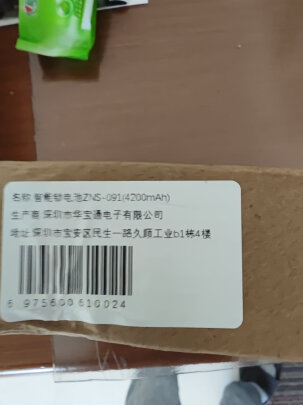 名称:智能锁电池ZNS-091(4200mAh)
生产商:深圳市华宝通电子有限公司
地址:深圳市宝安区民生一路久顺工业b1栋4楼
6 975600 610024